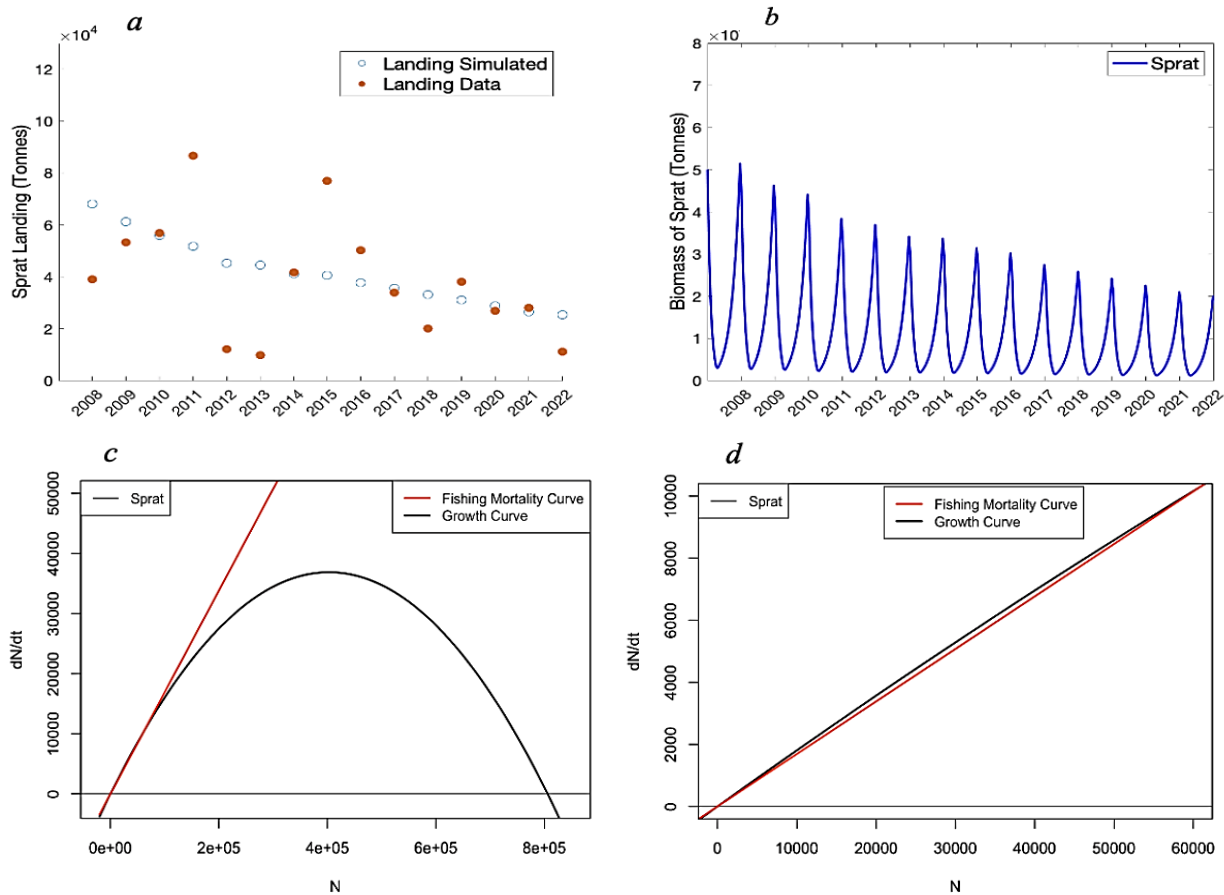 a
×10⁴
Landing Simulated
Landing Data
12
10
8
6
4
2
0
Sprat Landing (Tonnes)
2008 2009 2010 2011 2012 2013 2014 2015 2016 2017 2018 2019 2020 2021 2022
b
×10
Sprat
8
7
6
5
4
3
2
1
0
Biomass of Sprat (Tonnes)
2008 2009 2010 2011 2012 2013 2014 2015 2016 2017 2018 2019 2020 2021 2022
c
Sprat
Fishing Mortality Curve
Growth Curve
50000
40000
30000
20000
10000
0
dN/dt
0e+00 2e+05 4e+05 6e+05 8e+05
N
d
Sprat
Fishing Mortality Curve
Growth Curve
10000
8000
6000
4000
2000
0
dN/dt
0 10000 20000 30000 40000 50000 60000
N